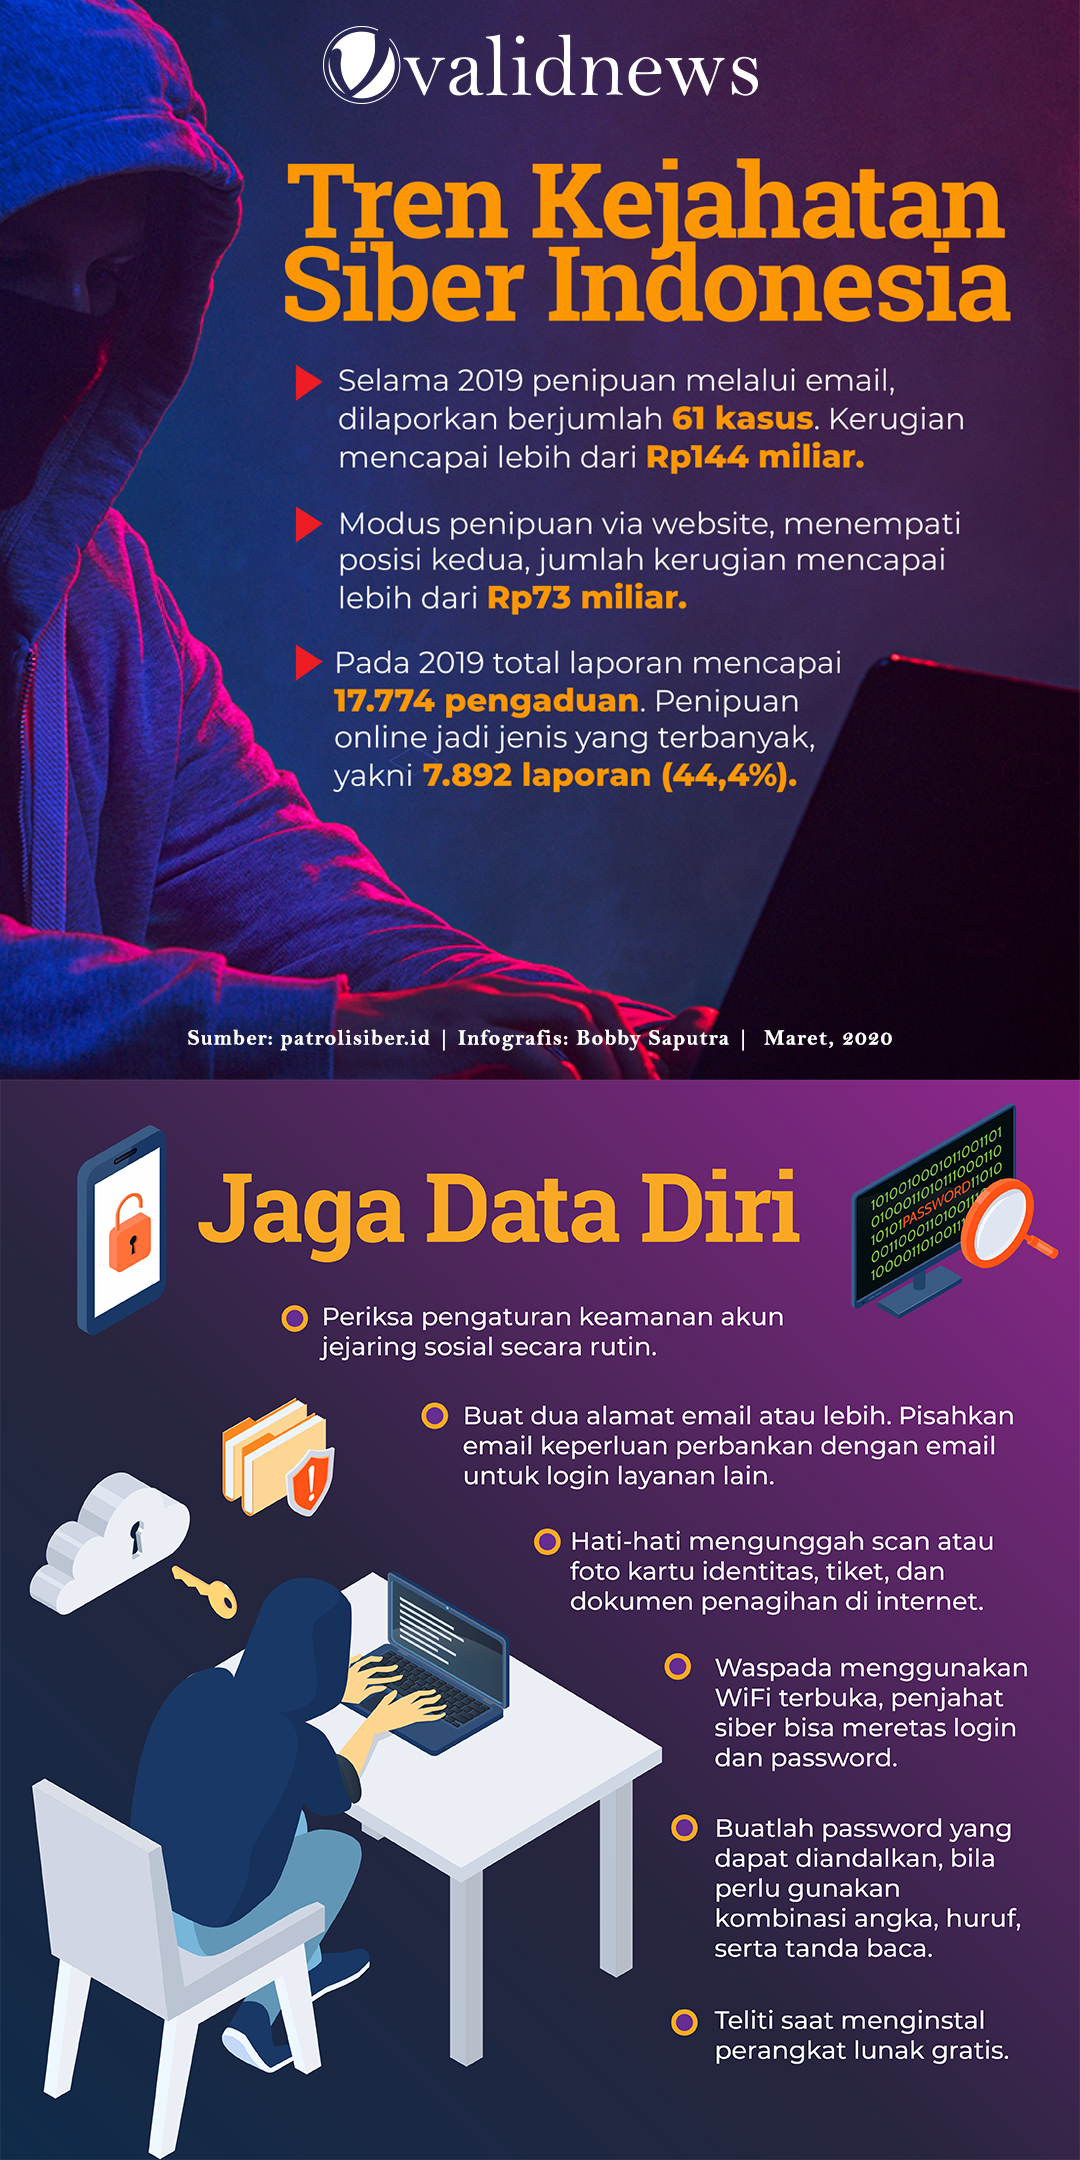 validnews
Tren Kejahatan
Siber Indonesia
Selama 2019 penipuan melalui email,
dilaporkan berjumlah 61 kasus. Kerugian
mencapai lebih dari Rp144 miliar.
Modus penipuan via website, menempati
posisi kedua, jumlah kerugian mencapai
lebih dari Rp73 miliar.
Pada 2019 total laporan mencapai
17.774 pengaduan. Penipuan
online jadi jenis yang terbanyak,
yakni 7.892 laporan (44,4%).
Sumber: patrolisiber.id | Infografis: Bobby Saputra | Maret, 2020
Jaga Data Diri
1010010001011001101
0100011010111000110
10101PASSWORD11010
001100011010011
10000110100111
Periksa pengaturan keamanan akun
jejaring sosial secara rutin.
Buat dua alamat email atau lebih. Pisahkan
email keperluan perbankan dengan email
untuk login layanan lain.
Hati-hati mengunggah scan atau
foto kartu identitas, tiket, dan
dokumen penagihan di internet.
Waspada menggunakan
WiFi terbuka, penjahat
siber bisa meretas login
dan password.
Buatlah password yang
dapat diandalkan, bila
perlu gunakan
kombinasi angka, huruf,
serta tanda baca.
Teliti saat menginstal
perangkat lunak gratis.